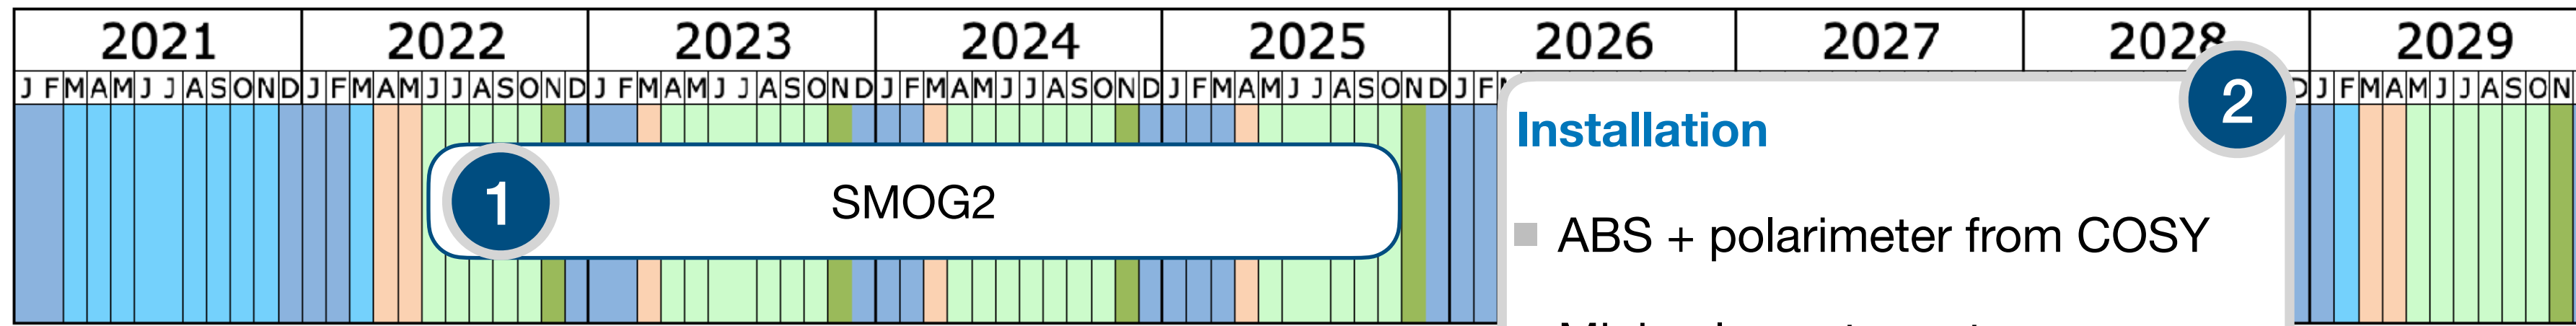 2021 2022 2023 2024 2025 2026 2027 2028 2029
J F M A M J J A S O N D J F M A M J J A S O N D J F M A M J J A S O N D J F M A M J J A S O N D J F M A M J J A S O N D J F D J F M A M J J A S O N
2
Installation
1 SMOG2
ABS + polarimeter from COSY